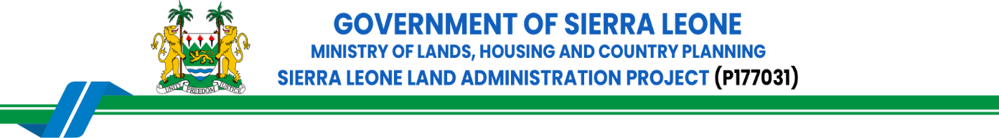 GOVERNMENT OF SIERRA LEONE
MINISTRY OF LANDS, HOUSING AND COUNTRY PLANNING
SIERRA LEONE LAND ADMINISTRATION PROJECT (P177031)
UNITY FREEDOM JUSTICE